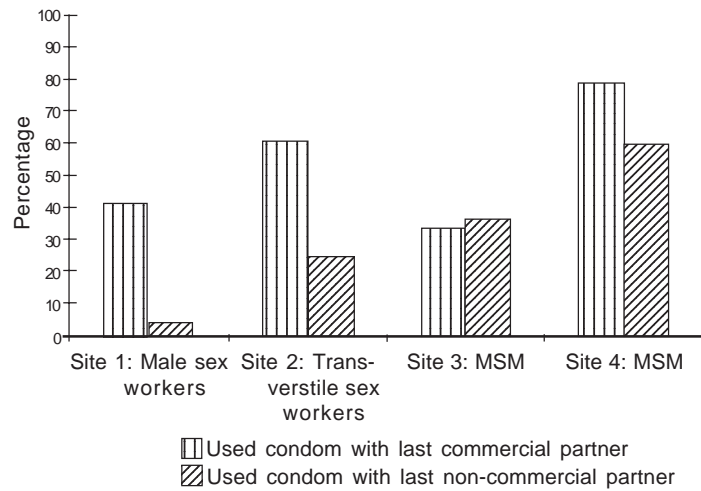 100
90
80
70
60
50
40
30
20
10
0
Percentage
Site 1: Male sex
workers
Site 2: Trans-
verstile sex
workers
Site 3: MSM
Site 4: MSM
Used condom with last commercial partner
Used condom with last non-commercial partner